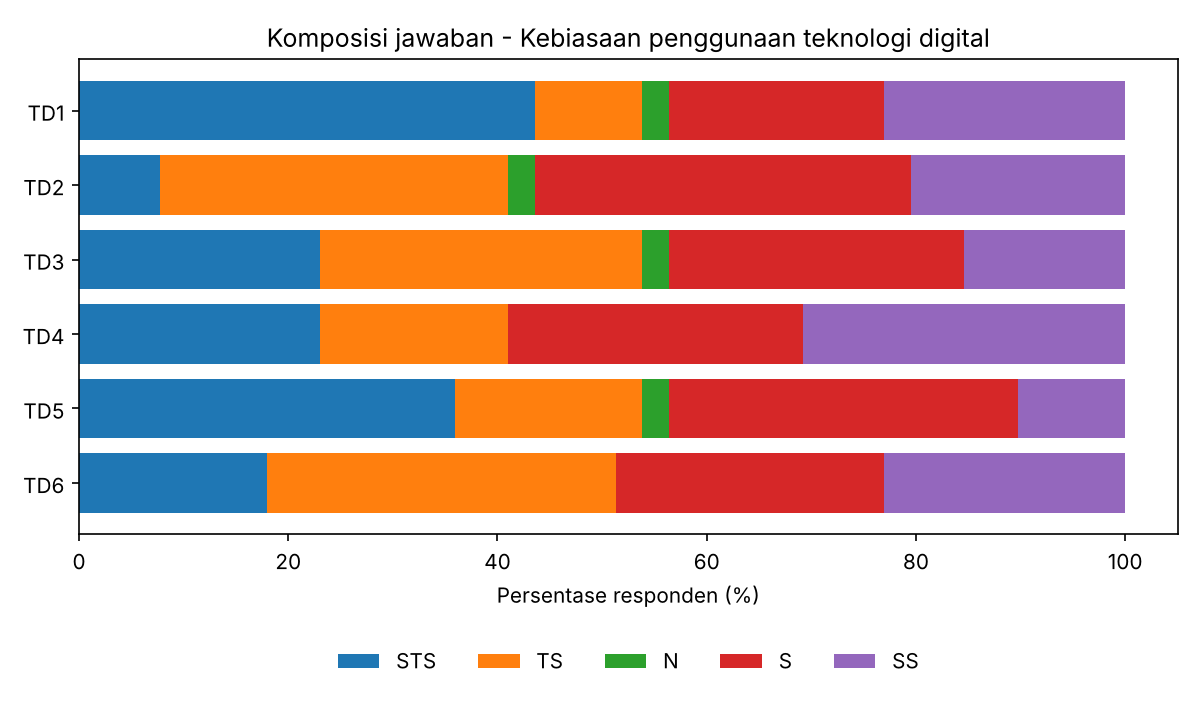 Komposisi jawaban - Kebiasaan penggunaan teknologi digital
TD1
TD2
TD3
TD4
TD5
TD6
0 20 40 60 80 100
Persentase responden (%)
STS TS N S SS